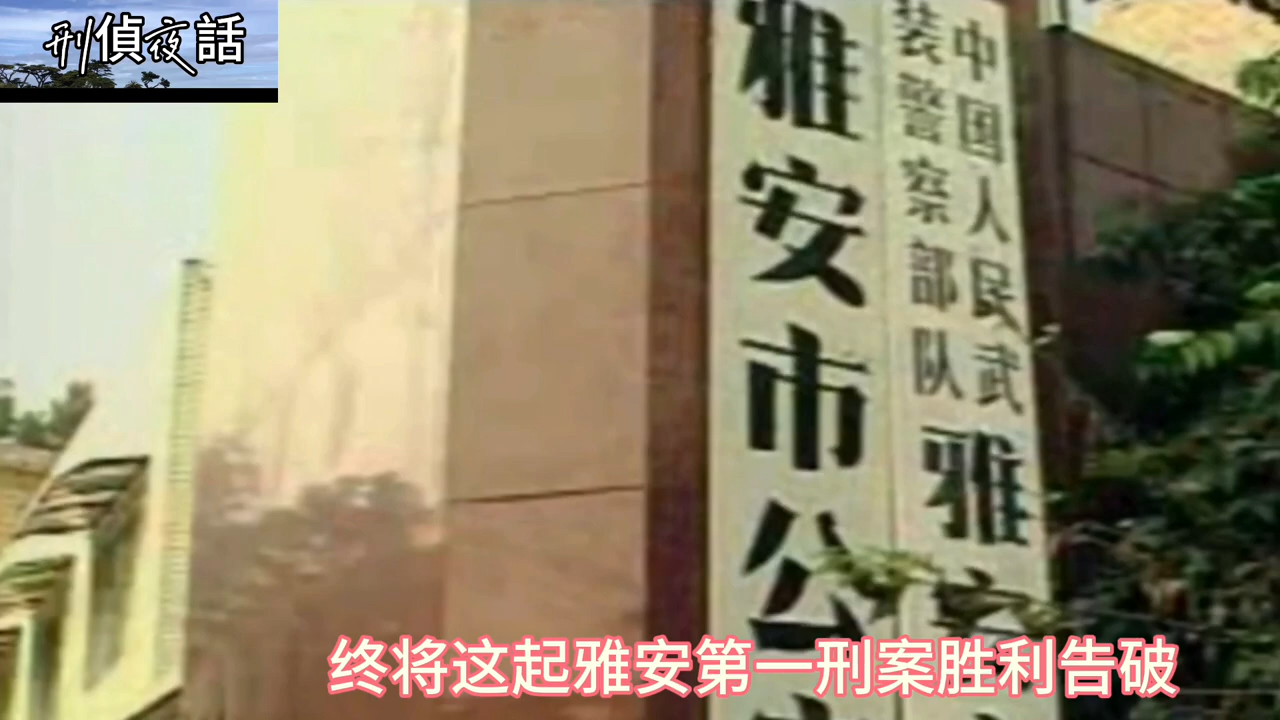 刑偵夜話
雅安市公
中国人民武
装警察部队
雅安
终将这起雅安第一刑案胜利告破